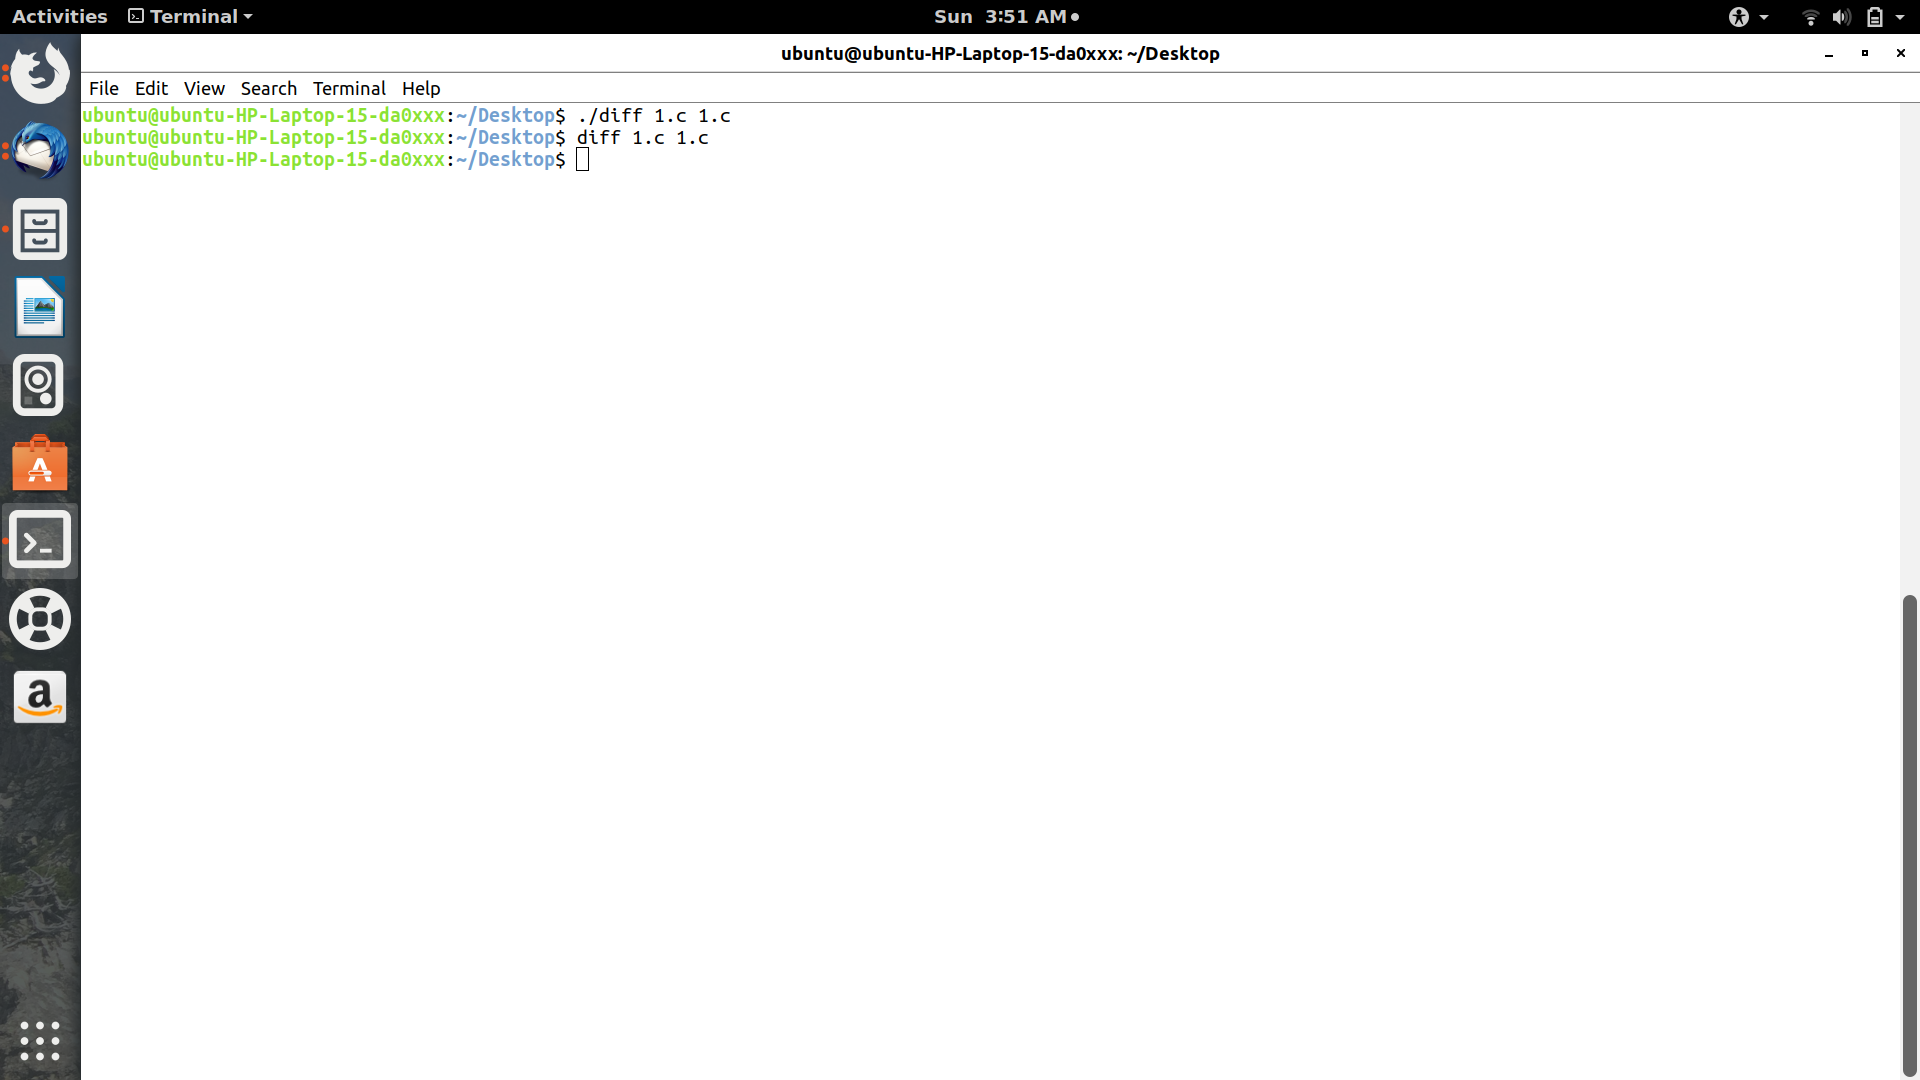 Activities Terminal Sun 3:51 AM
ubuntu@ubuntu-HP-Laptop-15-da0xxx: ~/Desktop
File Edit View Search Terminal Help
ubuntu@ubuntu-HP-Laptop-15-da0xxx:~/Desktop$ ./diff 1.c 1.c
ubuntu@ubuntu-HP-Laptop-15-da0xxx:~/Desktop$ diff 1.c 1.c
ubuntu@ubuntu-HP-Laptop-15-da0xxx:~/Desktop$